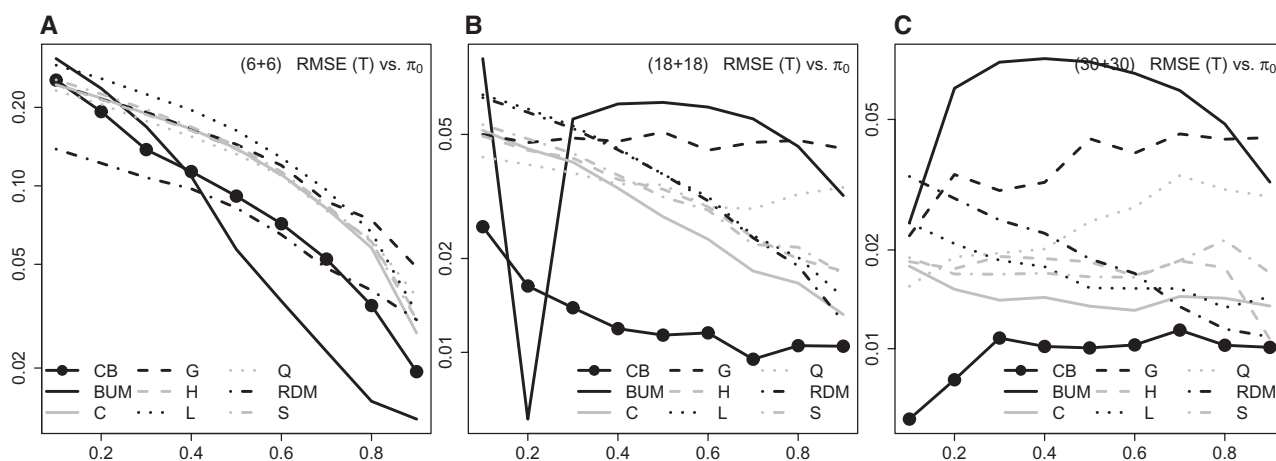 A
(6+6) RMSE (T) vs. π0
0.20
0.10
0.05
0.02
CB G Q
BUM H RDM
C L S
0.2 0.4 0.6 0.8
B
(18+18) RMSE (T) vs. π0
0.05
0.02
0.01
CB G Q
BUM H RDM
C L S
0.2 0.4 0.6 0.8
C
(30+30) RMSE (T) vs. π0
0.05
0.02
0.01
CB G Q
BUM H RDM
C L S
0.2 0.4 0.6 0.8